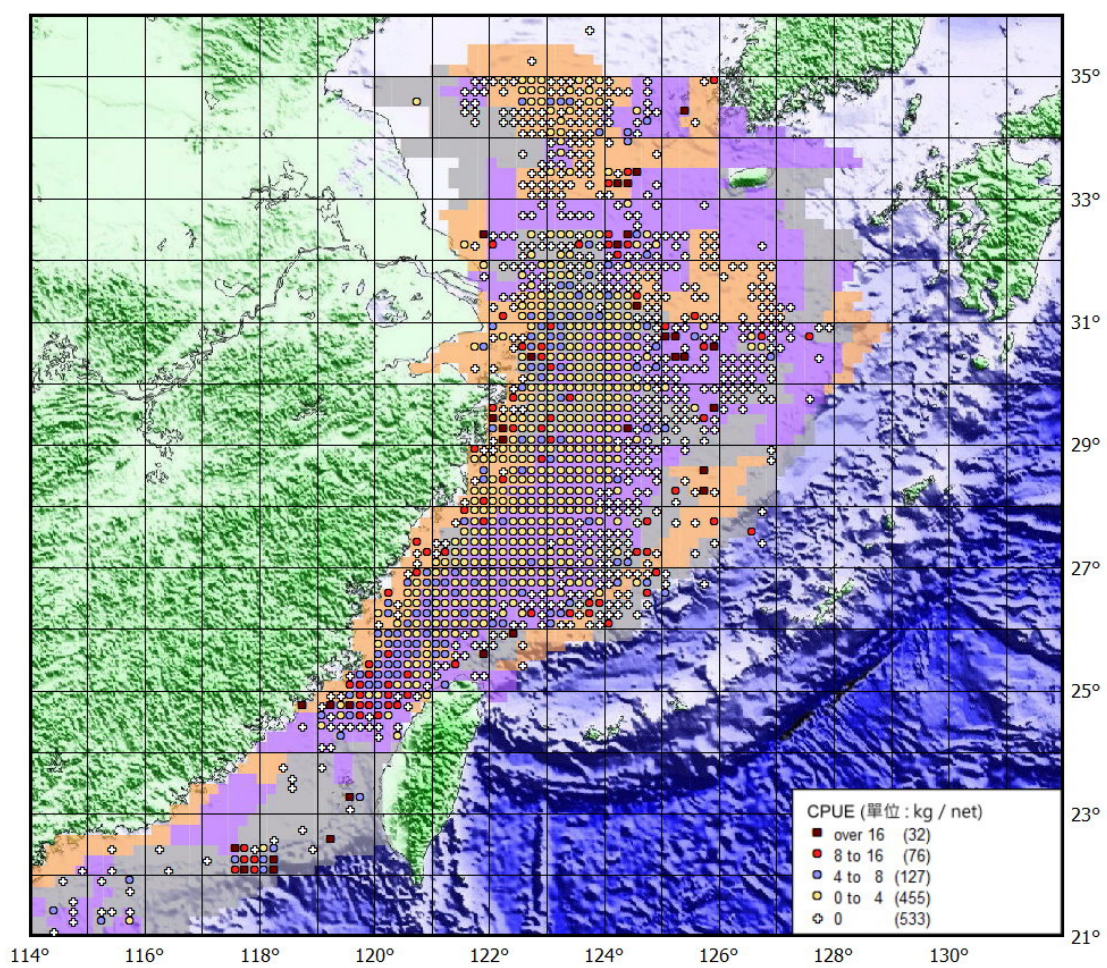 35°
33°
31°
29°
27°
25°
23°
CPUE (單位 : kg / net)
over 16 (32)
8 to 16 (76)
4 to 8 (127)
0 to 4 (455)
0 (533)
21°
114° 116° 118° 120° 122° 124° 126° 128° 130°